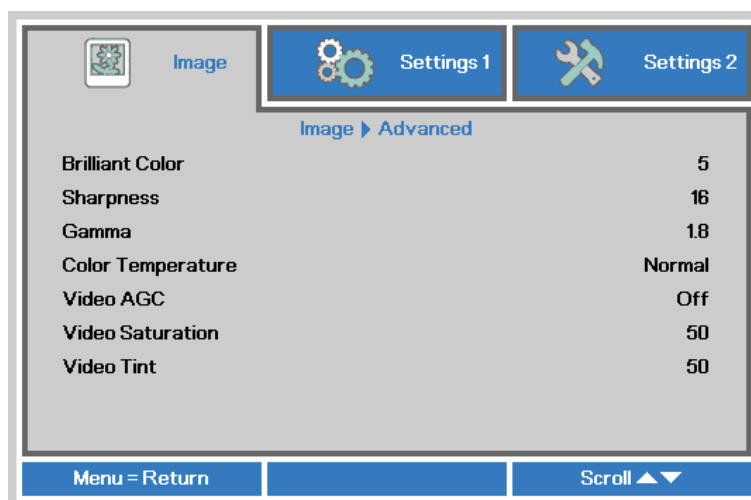 Image Settings 1 Settings 2
Image ▶ Advanced
Brilliant Color 5
Sharpness 16
Gamma 1.8
Color Temperature Normal
Video AGC Off
Video Saturation 50
Video Tint 50
Menu = Return Scroll ▲▼